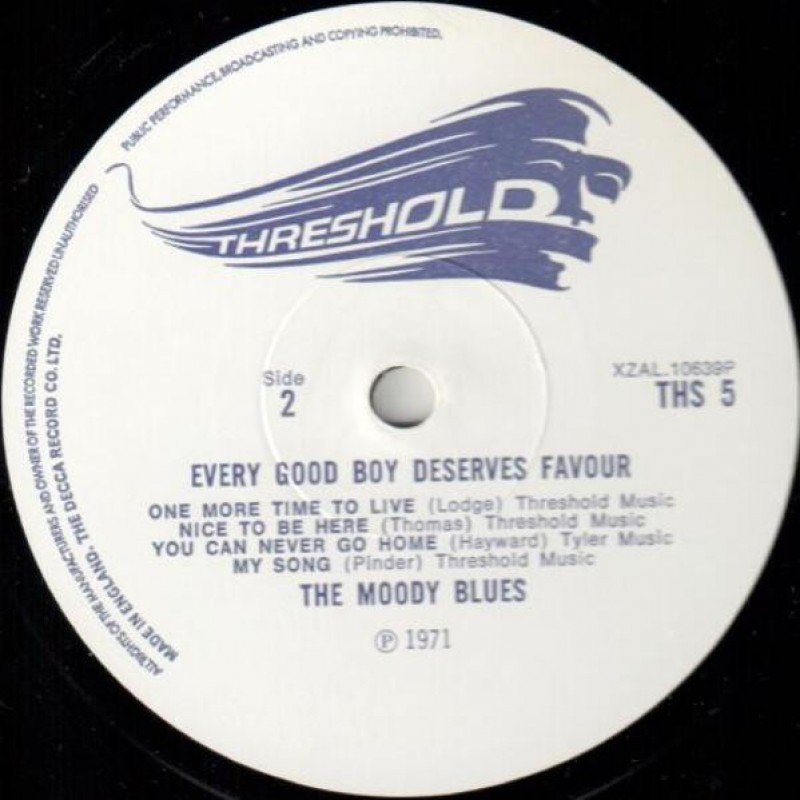 PUBLIC PERFORMANCE, BROADCASTING AND COPYING PROHIBITED.
ALL RIGHTS OF THE MANUFACTURERS AND OWNER OF THE RECORDED WORK RESERVED UNAUTHORISED
MADE IN ENGLAND. THE DECCA RECORD CO. LTD.
THRESHOLD
Side
2
XZAL.10639P
THS 5
EVERY GOOD BOY DESERVES FAVOUR
ONE MORE TIME TO LIVE (Lodge) Threshold Music
NICE TO BE HERE (Thomas) Threshold Music
YOU CAN NEVER GO HOME (Hayward) Tyler Music
MY SONG (Pinder) Threshold Music
THE MOODY BLUES
Ⓟ 1971